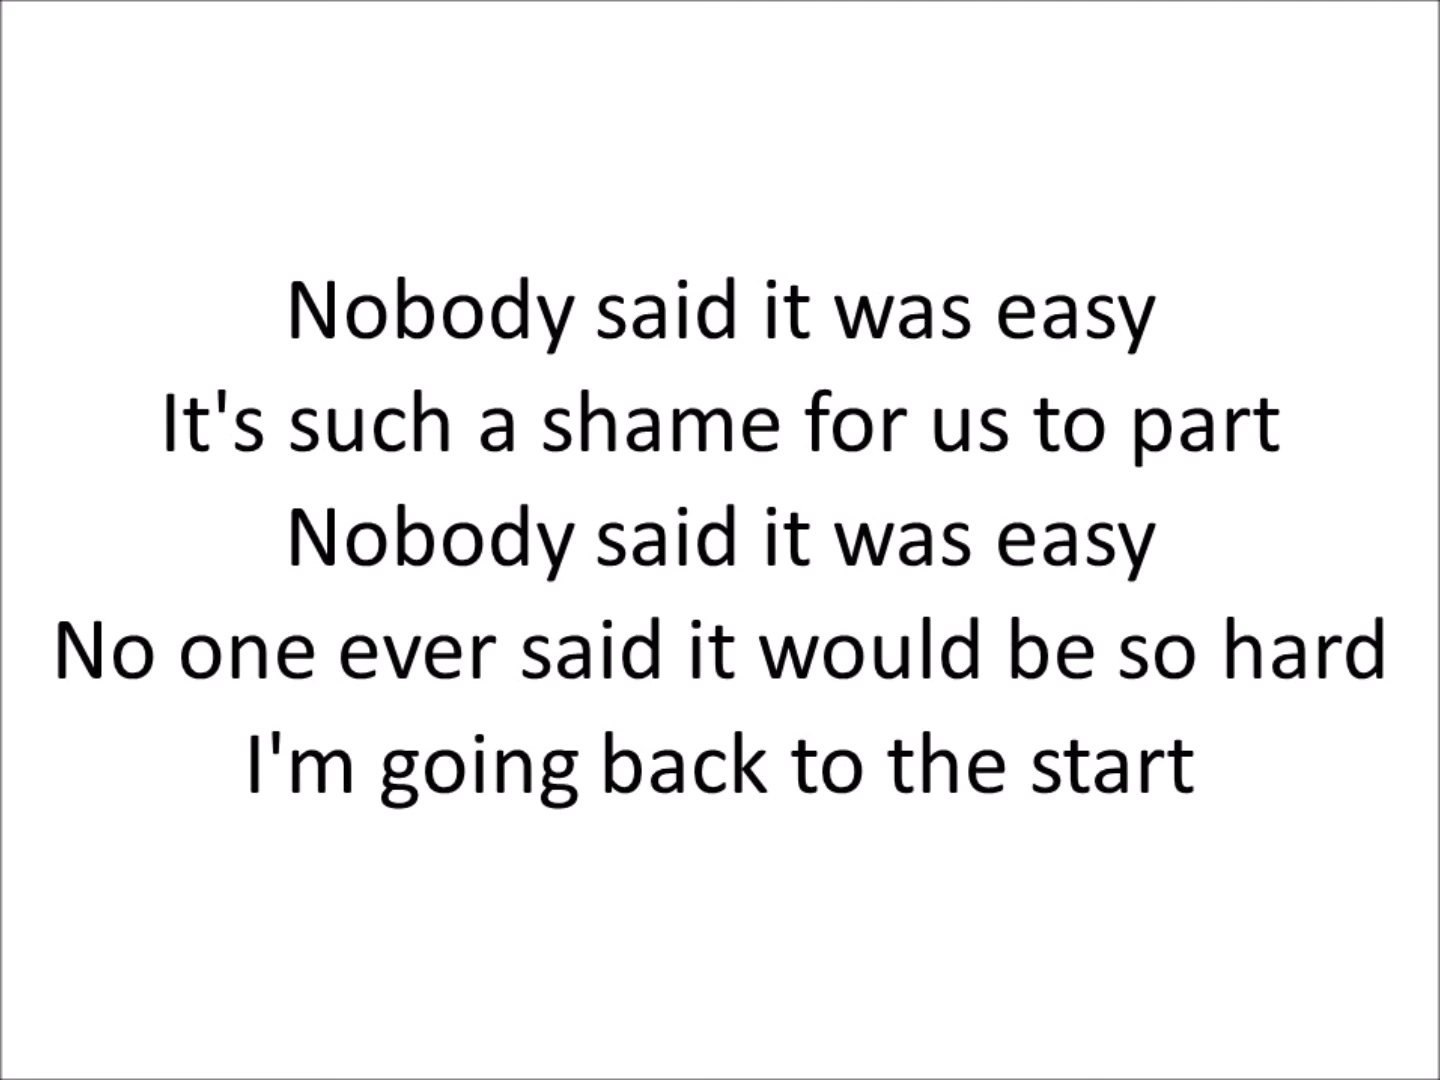 Nobody said it was easy
It's such a shame for us to part
Nobody said it was easy
No one ever said it would be so hard
I'm going back to the start